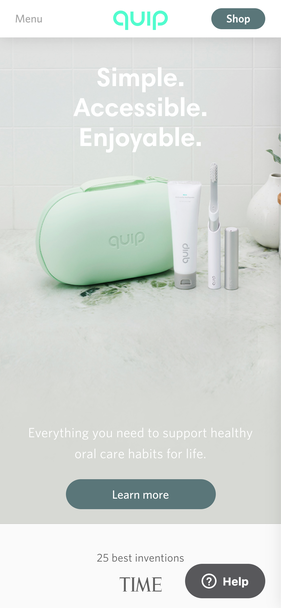 Menu
quip
Shop
Simple.
Accessible.
Enjoyable.
quip
quip
Everything you need to support healthy
oral care habits for life.
Learn more
25 best inventions
TIME
Help